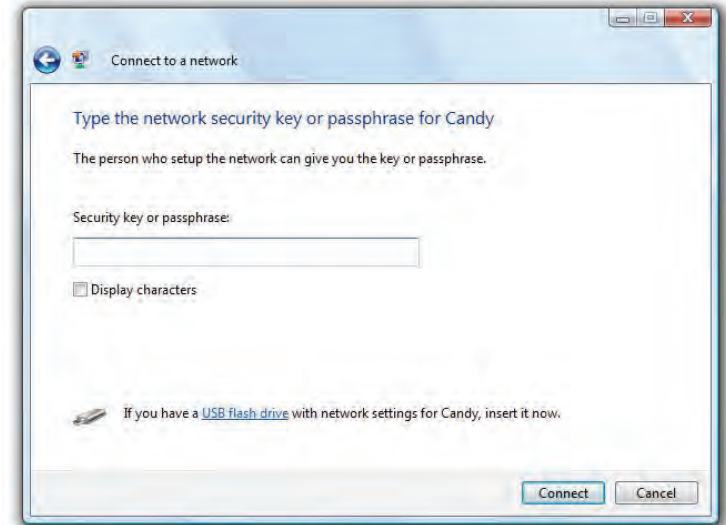 Connect to a network
Type the network security key or passphrase for Candy
The person who setup the network can give you the key or passphrase.
Security key or passphrase:
Display characters
If you have a USB flash drive with network settings for Candy, insert it now.
Connect Cancel